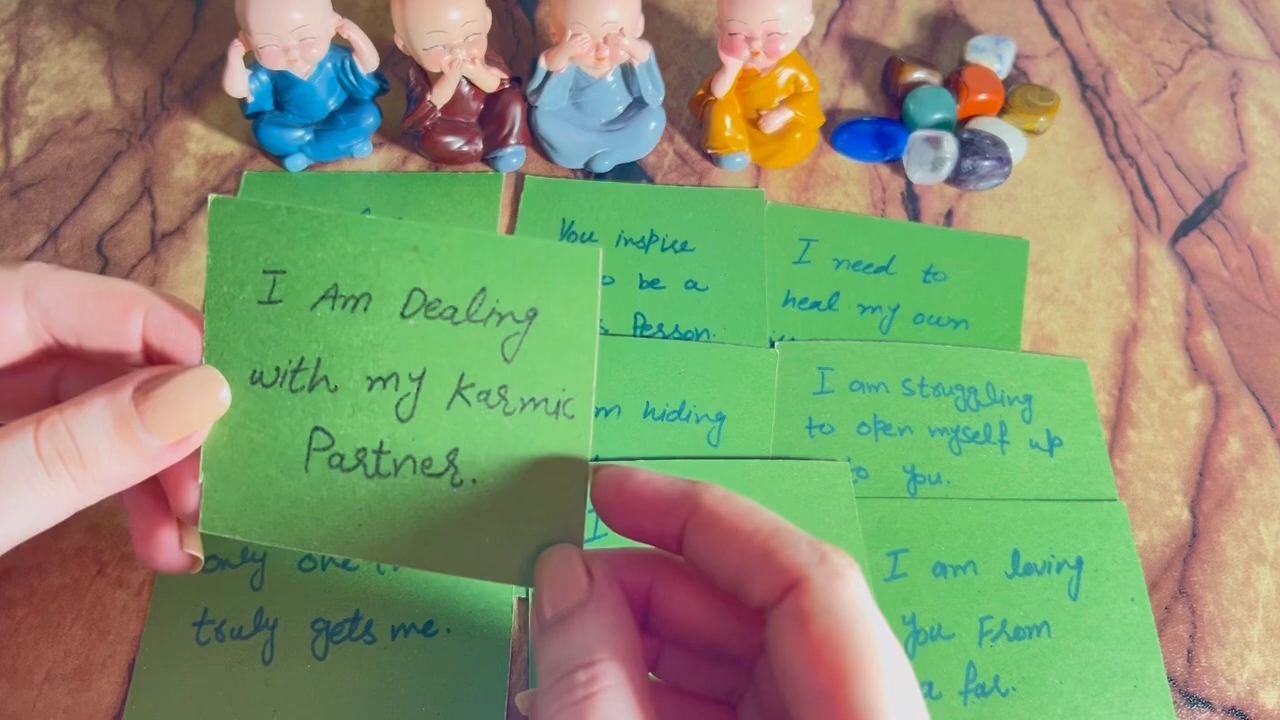 I Am Dealing
with my Karmic
Partner.
You inspire
be a
Person.
I need to
heal my own
hiding
I am struggling
to open myself up
to you.
I
only one
truly gets me.
I am loving
you From
a far.